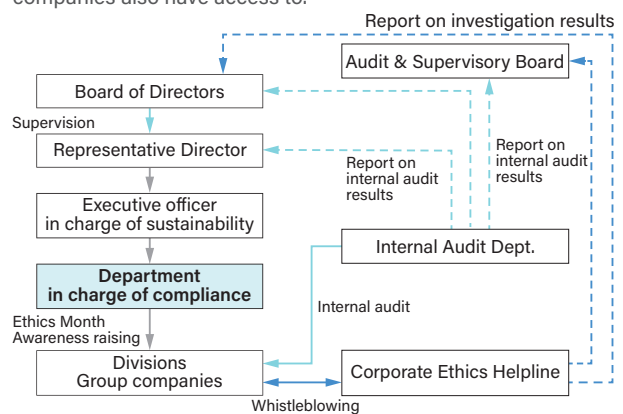 companies also have access to.
Report on investigation results
Audit & Supervisory Board
Board of Directors
Supervision
Representative Director
Report on
internal audit
results
Report on
internal audit
results
Executive officer
in charge of sustainability
Internal Audit Dept.
Department
in charge of compliance
Internal audit
Ethics Month
Awareness raising
Divisions
Group companies
Corporate Ethics Helpline
Whistleblowing